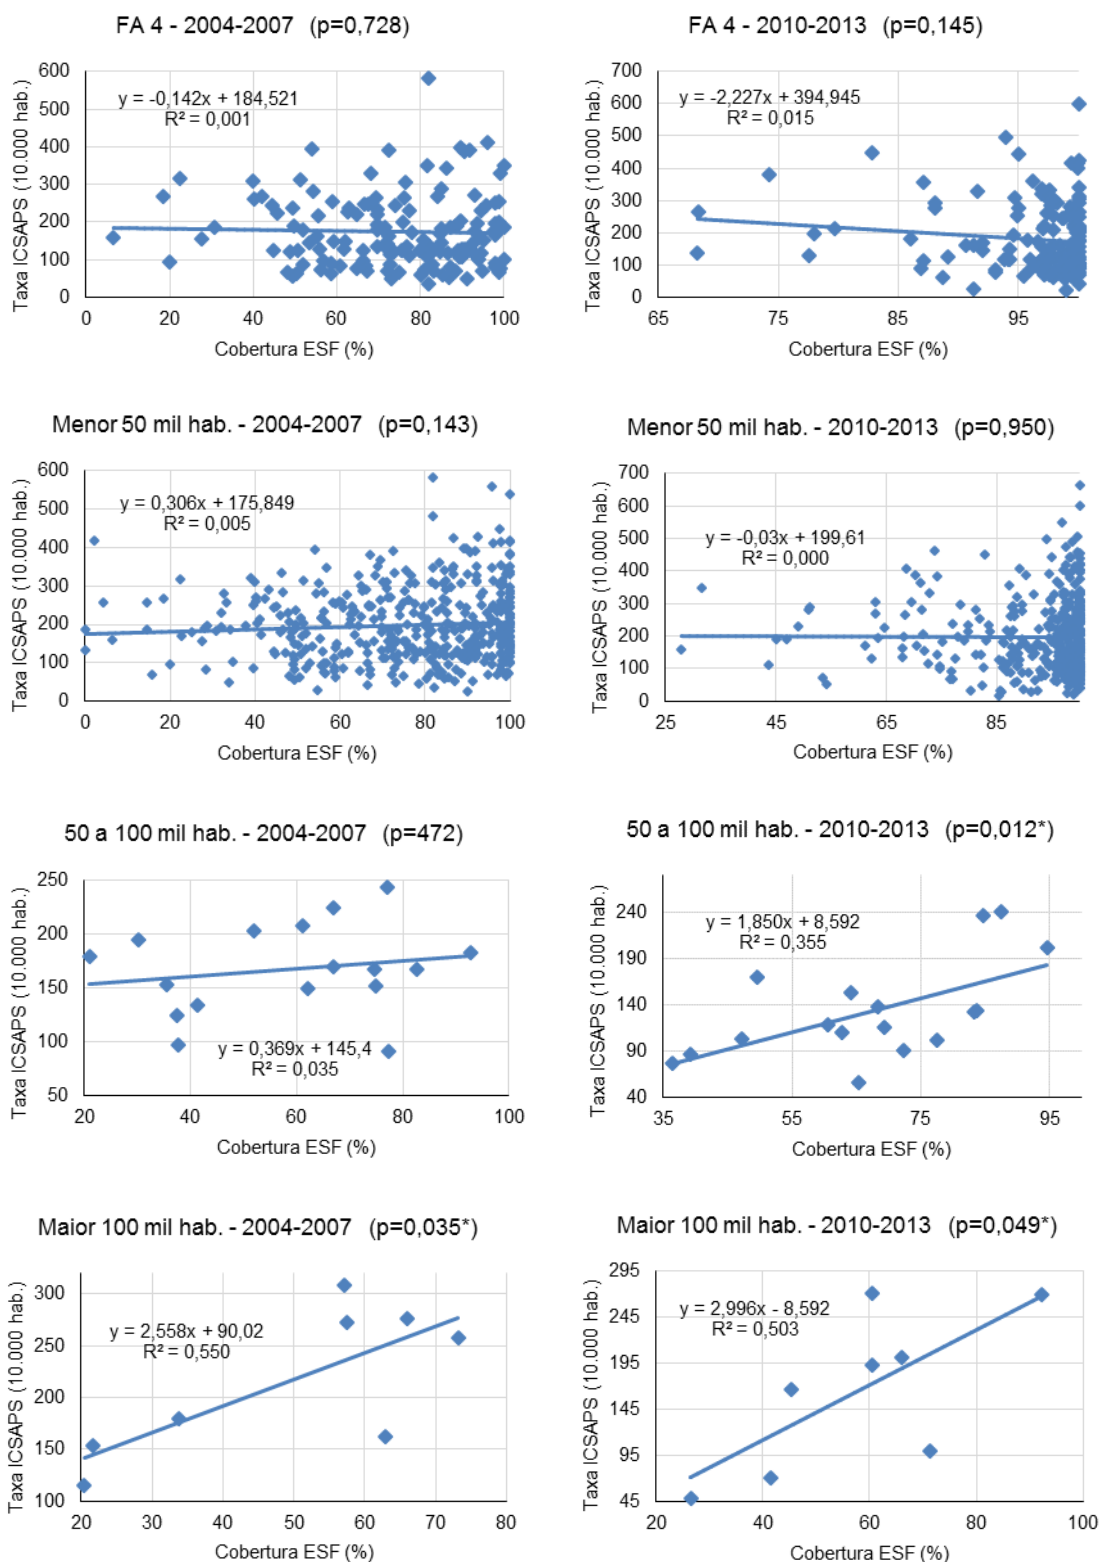 FA 4 - 2004-2007 (p=0,728)
Taxa ICSAPS (10.000 hab.)
600
500
400
300
200
100
0
y = -0,142x + 184,521
R² = 0,001
0 20 40 60 80 100
Cobertura ESF (%)
FA 4 - 2010-2013 (p=0,145)
Taxa ICSAPS (10.000 hab.)
700
600
500
400
300
200
100
0
y = -2,227x + 394,945
R² = 0,015
65 75 85 95
Cobertura ESF (%)
Menor 50 mil hab. - 2004-2007 (p=0,143)
Taxa ICSAPS (10.000 hab.)
600
500
400
300
200
100
0
y = 0,306x + 175,849
R² = 0,005
0 20 40 60 80 100
Cobertura ESF (%)
Menor 50 mil hab. - 2010-2013 (p=0,950)
Taxa ICSAPS (10.000 hab.)
700
600
500
400
300
200
100
0
y = -0,03x + 199,61
R² = 0,000
25 45 65 85
Cobertura ESF (%)
50 a 100 mil hab. - 2004-2007 (p=472)
Taxa ICSAPS (10.000 hab.)
250
200
150
100
50
y = 0,369x + 145,4
R² = 0,035
20 40 60 80 100
Cobertura ESF (%)
50 a 100 mil hab. - 2010-2013 (p=0,012*)
Taxa ICSAPS (10.000 hab.)
240
190
140
90
40
y = 1,850x + 8,592
R² = 0,355
35 55 75 95
Cobertura ESF (%)
Maior 100 mil hab. - 2004-2007 (p=0,035*)
Taxa ICSAPS (10.000 hab.)
300
250
200
150
100
y = 2,558x + 90,02
R² = 0,550
20 30 40 50 60 70 80
Cobertura ESF (%)
Maior 100 mil hab. - 2010-2013 (p=0,049*)
Taxa ICSAPS (10.000 hab.)
295
245
195
145
95
45
y = 2,996x - 8,592
R² = 0,503
20 40 60 80 100
Cobertura ESF (%)